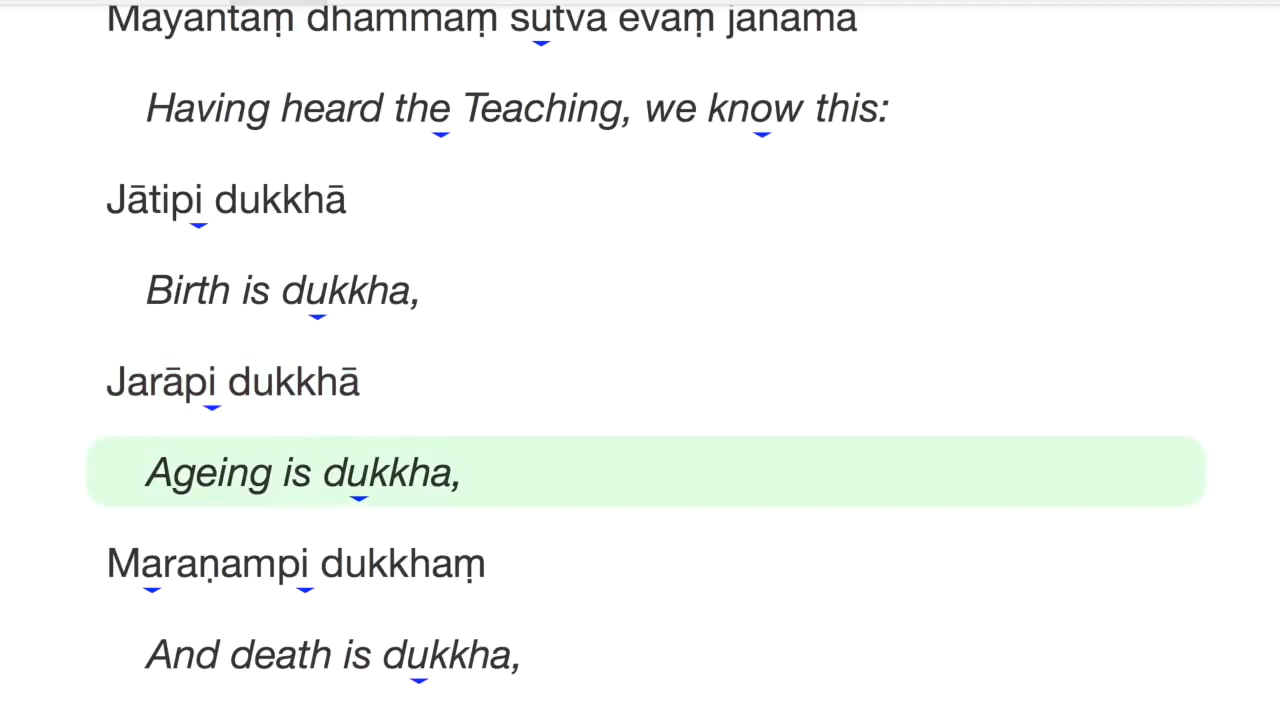 Mayantaṃ dhammaṃ sutva evaṃ janama
Having heard the Teaching, we know this:
Jātipi dukkhā
Birth is dukkha,
Jarāpi dukkhā
Ageing is dukkha,
Maraṇampi dukkhaṃ
And death is dukkha,